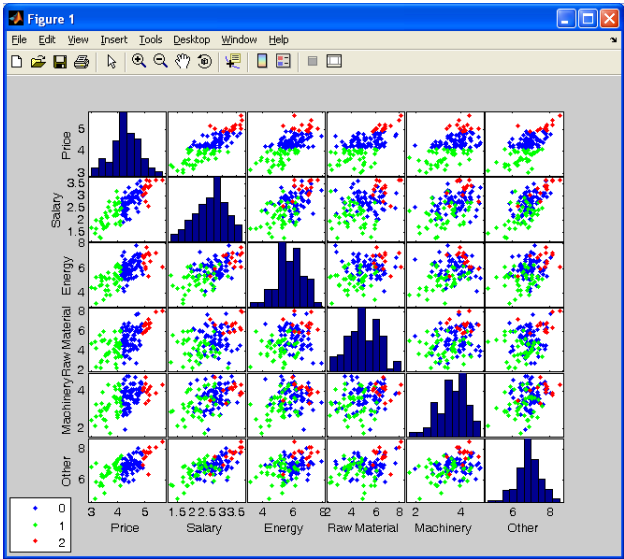 Figure 1
File Edit View Insert Tools Desktop Window Help
Price
5
4
3
Salary
3.5
3
2.5
2
1.5
Energy
8
6
4
Raw Material
8
6
4
2
Machinery
4
2
Other
8
6
3 4 5
1.5 2 2.5 3 3.5
4 6 8
2 4 6 8
2 4
6 8
Price Salary Energy Raw Material Machinery Other
0
1
2